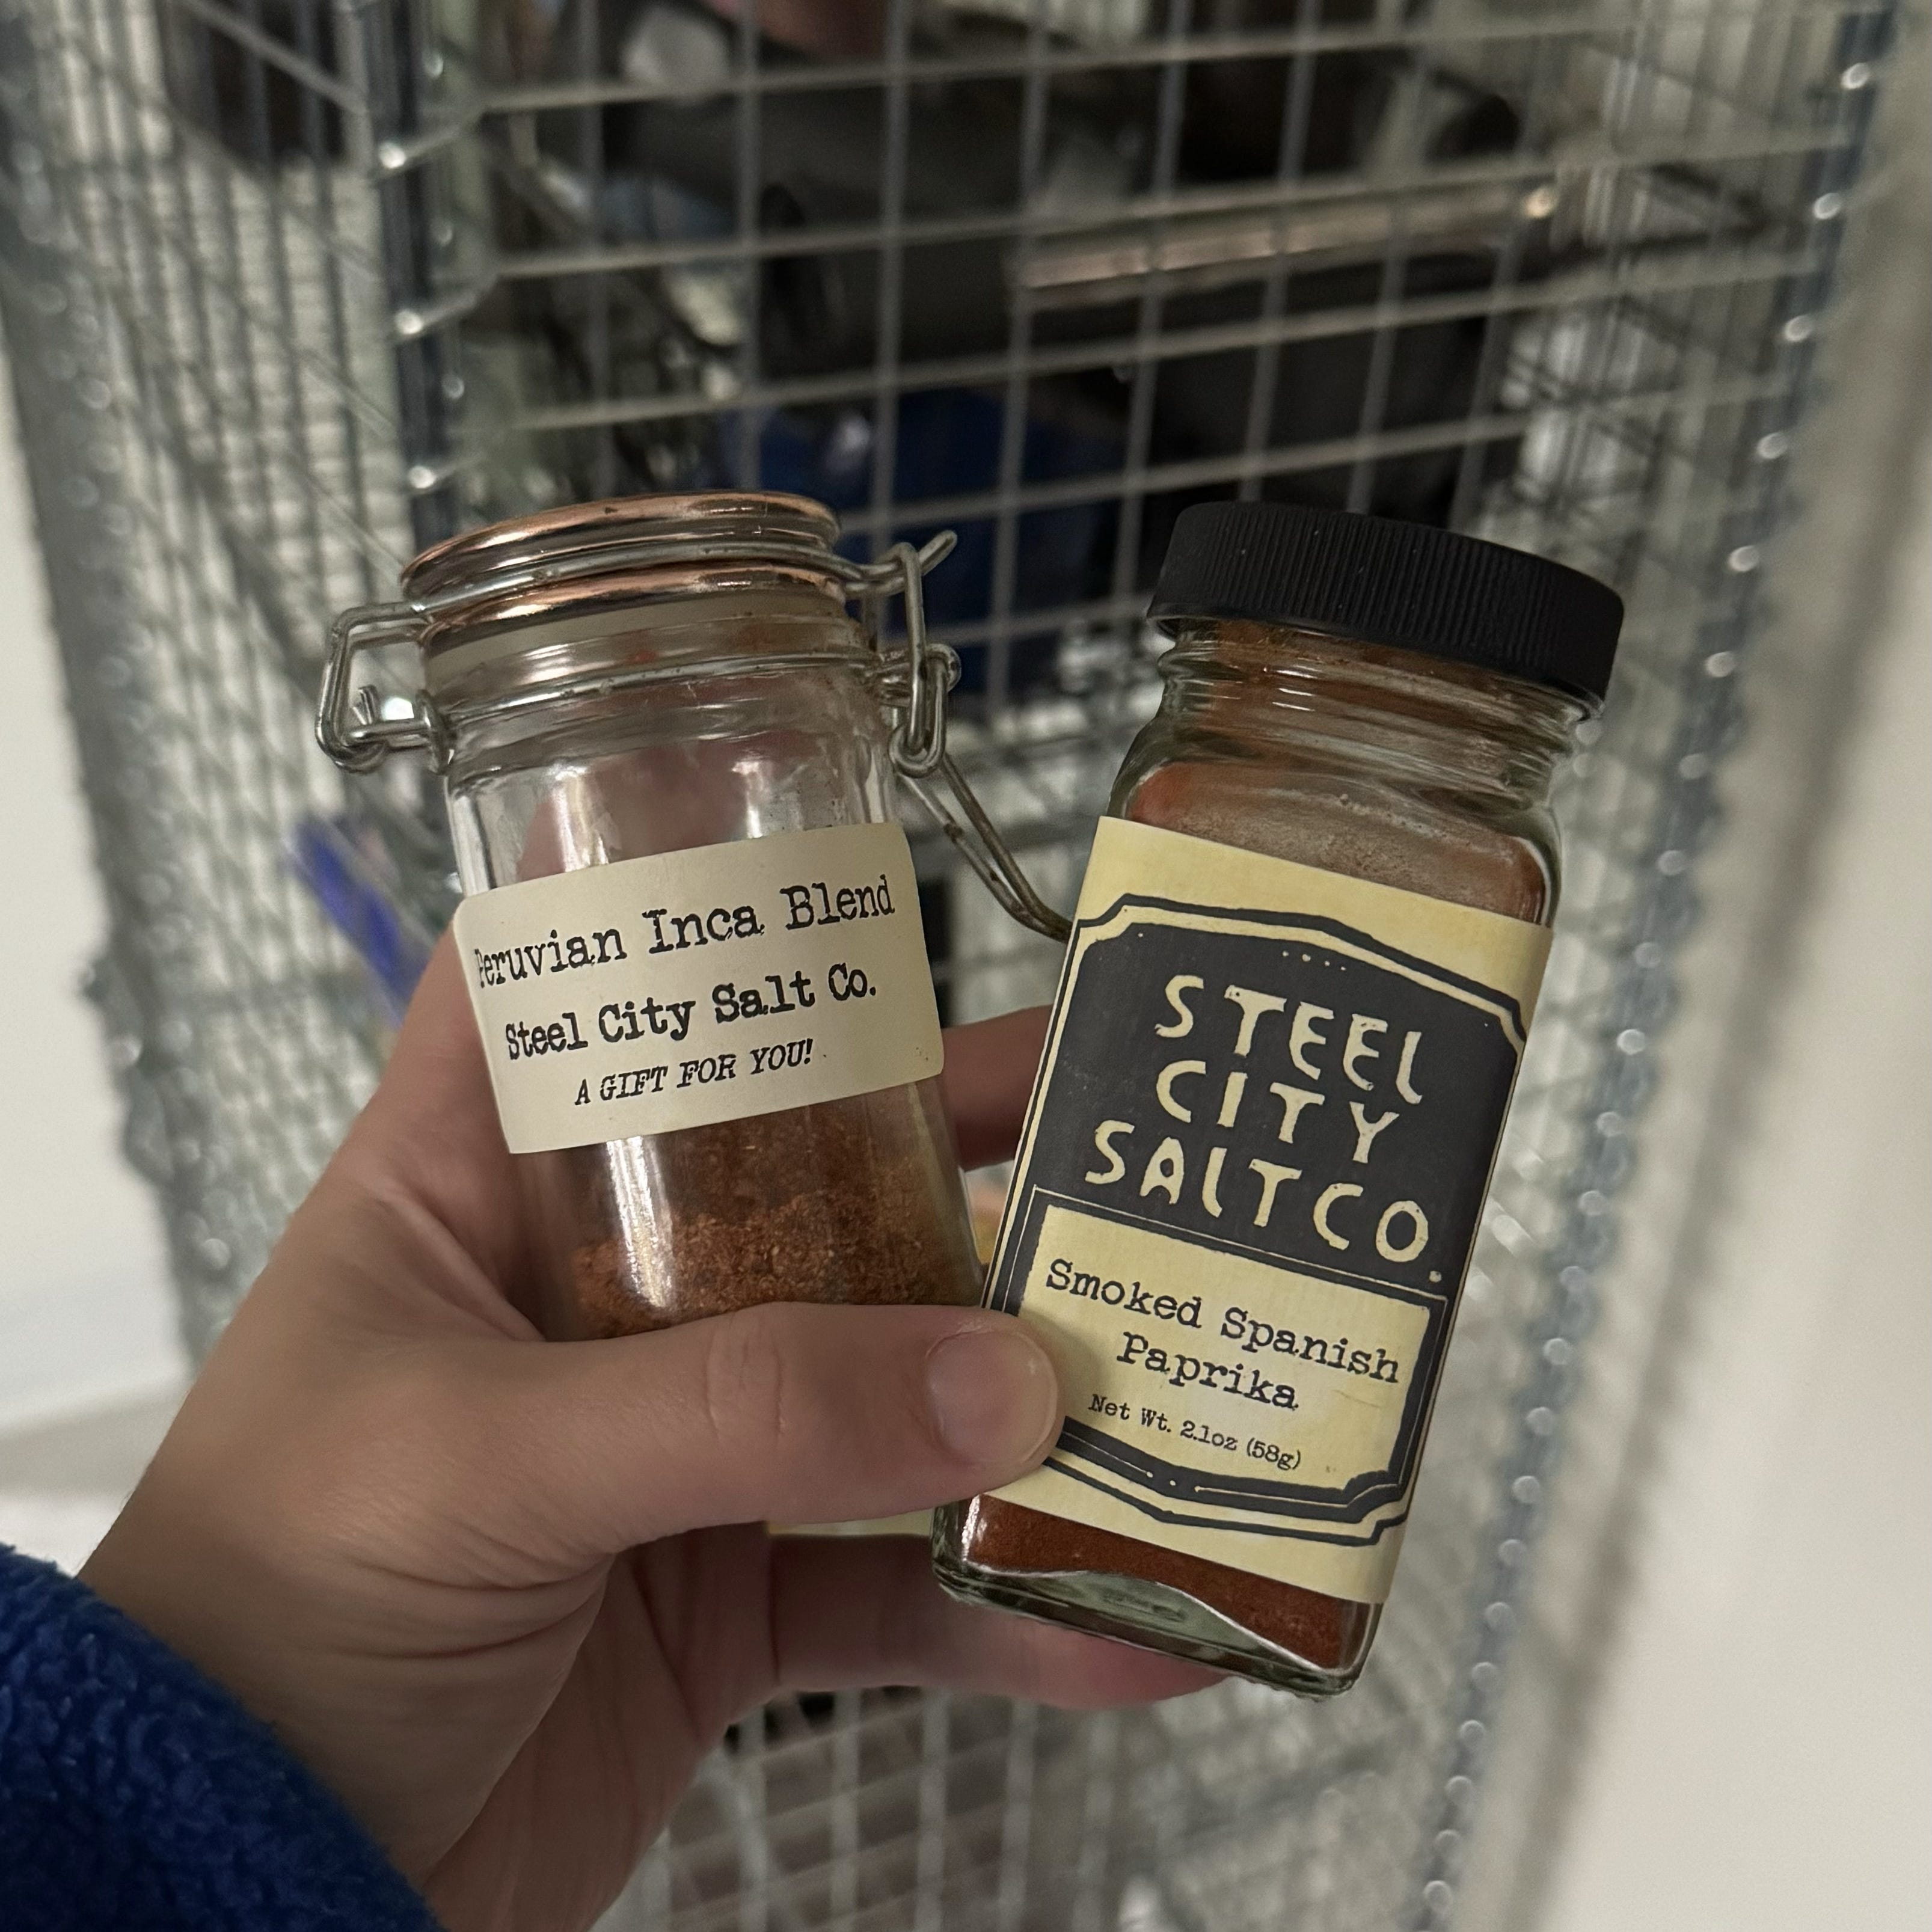 Peruvian Inca Blend
Steel City Salt Co.
A GIFT FOR YOU!
STEEL
CITY
SALT CO.
Smoked Spanish
Paprika
Net Wt. 2.1oz (58g)